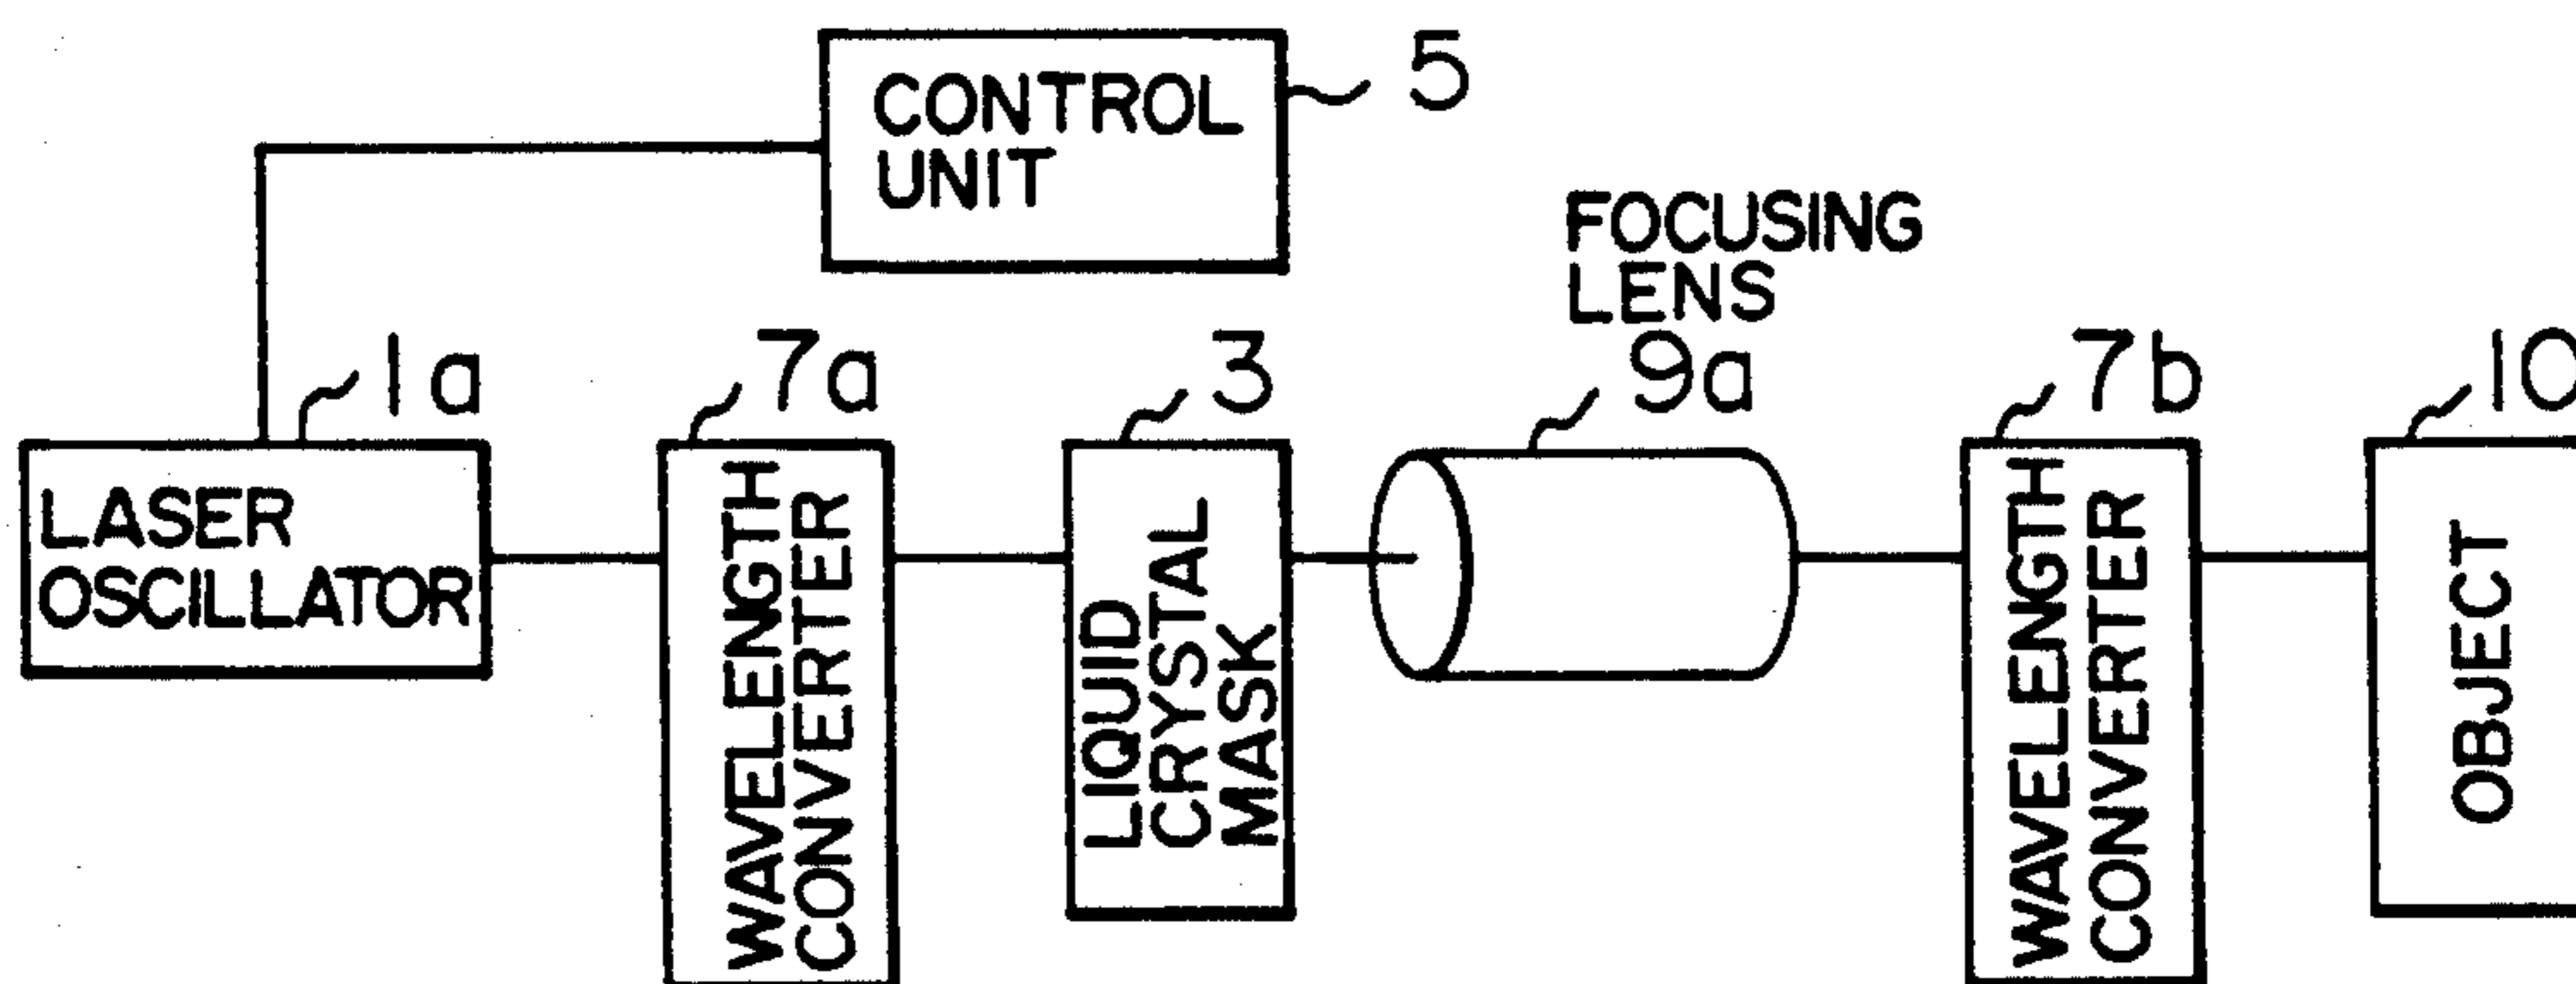 CONTROL
UNIT
5
FOCUSING
LENS
1a
7a
3
9a
7b
10
LASER
OSCILLATOR
WAVELENGTH
CONVERTER
LIQUID
CRYSTAL
MASK
WAVELENGTH
CONVERTER
OBJECT